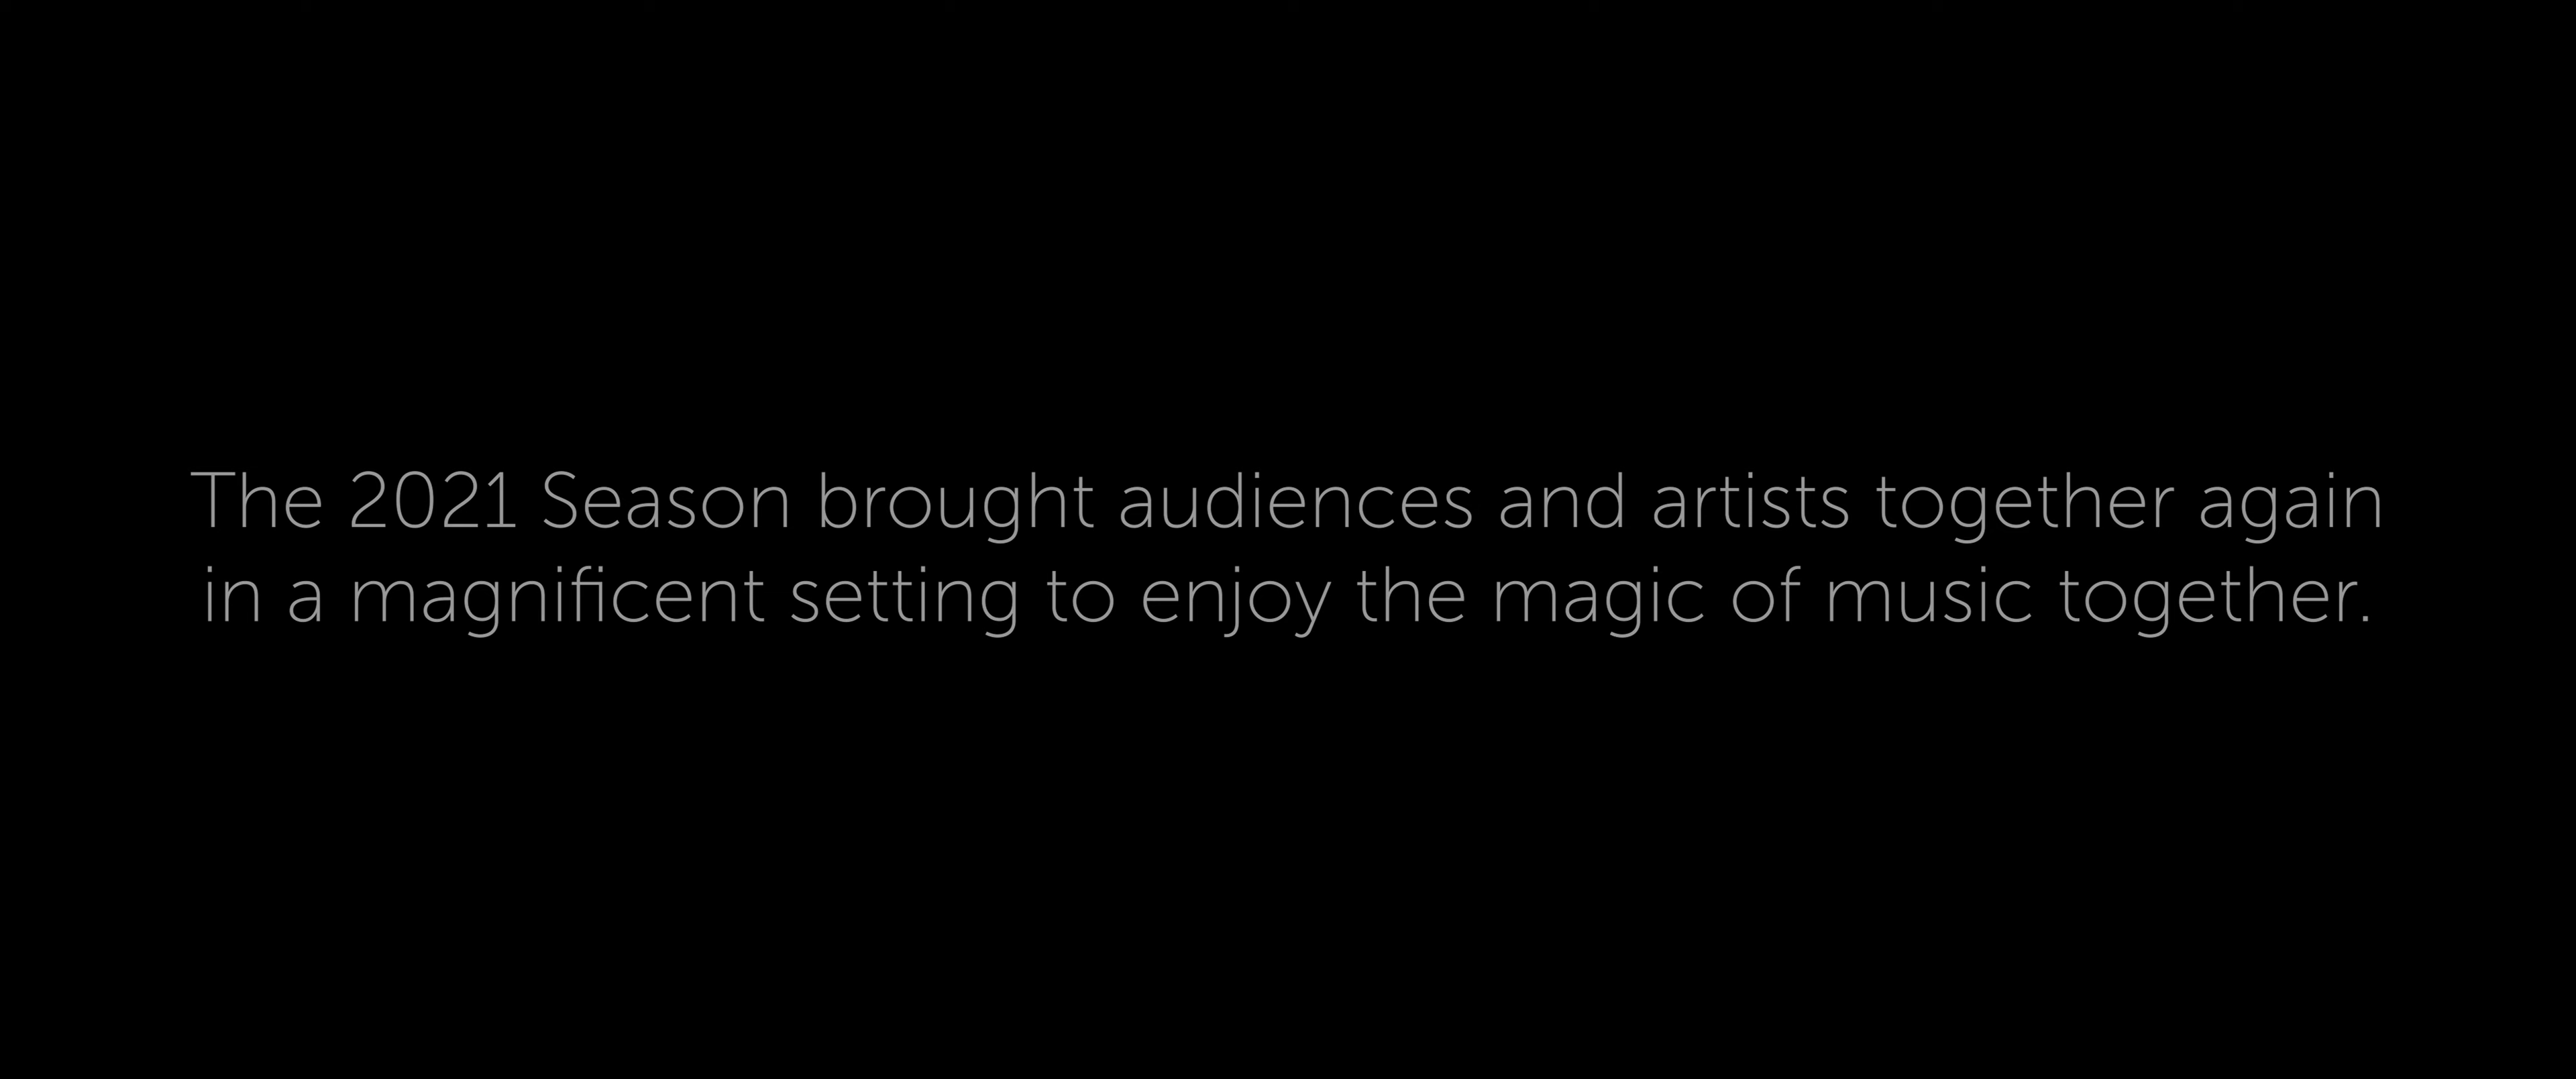 The 2021 Season brought audiences and artists together again
in a magnificent setting to enjoy the magic of music together.